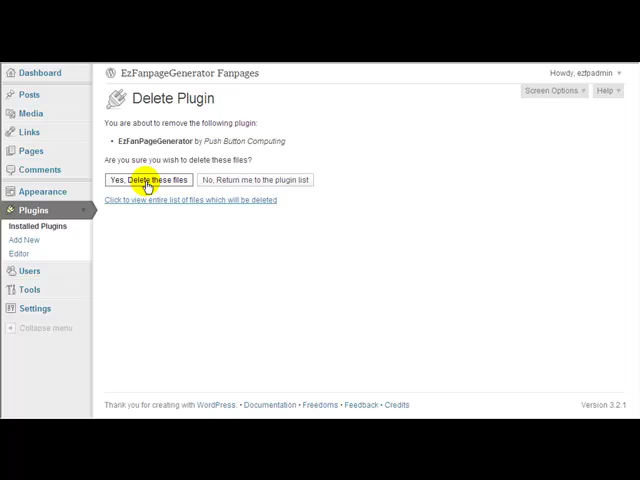 Dashboard
EzFanpageGenerator Fanpages
Howdy, ezfpadmin
Screen Options
Help
Delete Plugin
Posts
Media
Links
Pages
Comments
Appearance
Plugins
Installed Plugins
Add New
Editor
Users
Tools
Settings
Collapse menu
You are about to remove the following plugin:
EzFanPageGenerator by Push Button Computing
Are you sure you wish to delete these files?
Yes, Delete these files
No, Return me to the plugin list
Click to view entire list of files which will be deleted
Thank you for creating with WordPress. • Documentation • Freedoms • Feedback • Credits
Version 3.2.1